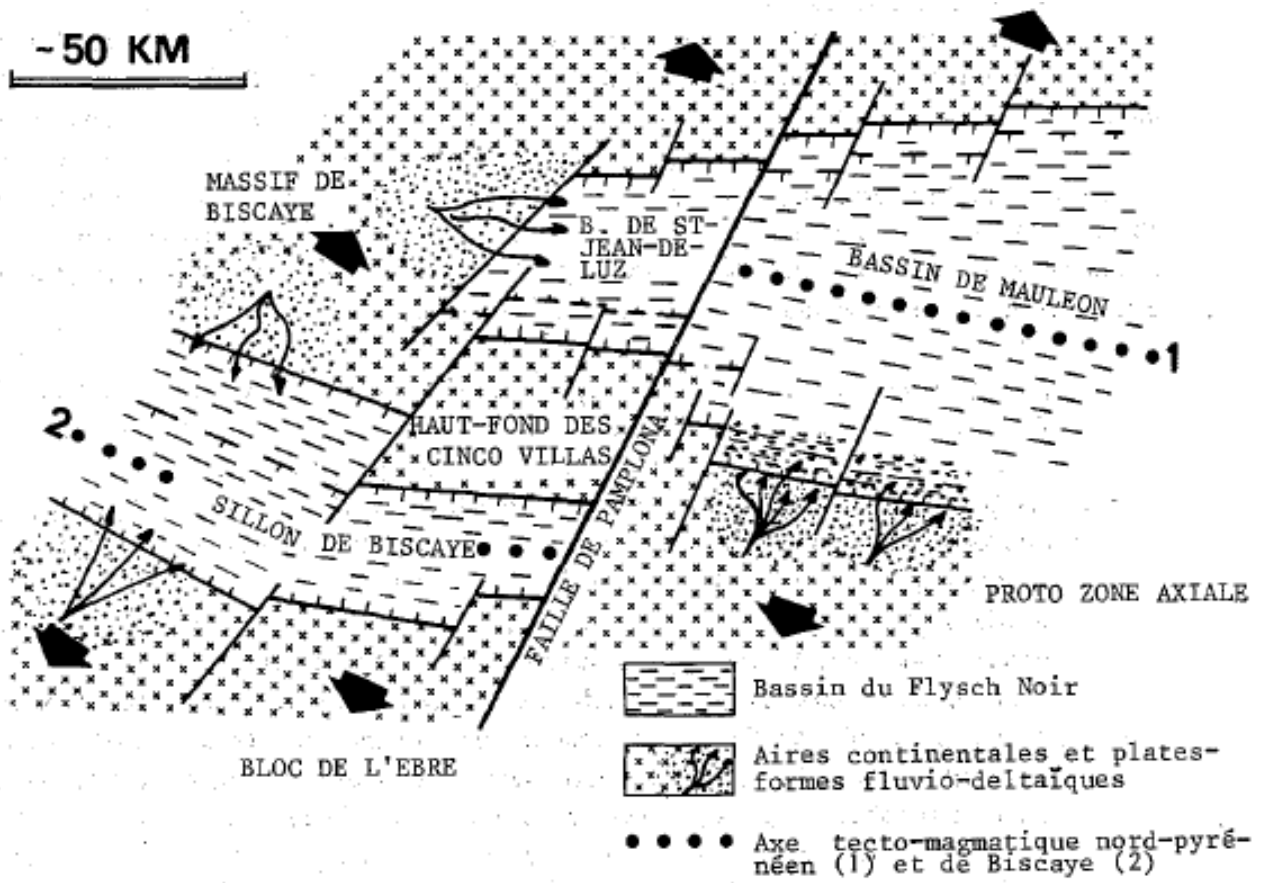 ~50 KM
MASSIF DE
BISCAYE
B. DE ST-
JEAN-DE-
LUZ
BASSIN DE MAULEON
1
HAUT-FOND DES
CINCO VILLAS
2
SILLON DE BISCAYE
FAILLE DE PAMPLONA
PROTO ZONE AXIALE
BLOC DE L'EBRE
Bassin du Flysch Noir
Aires continentales et plates-
formes fluvio-deltaïques
Axe tecto-magmatique nord-pyré-
néen (1) et de Biscaye (2)